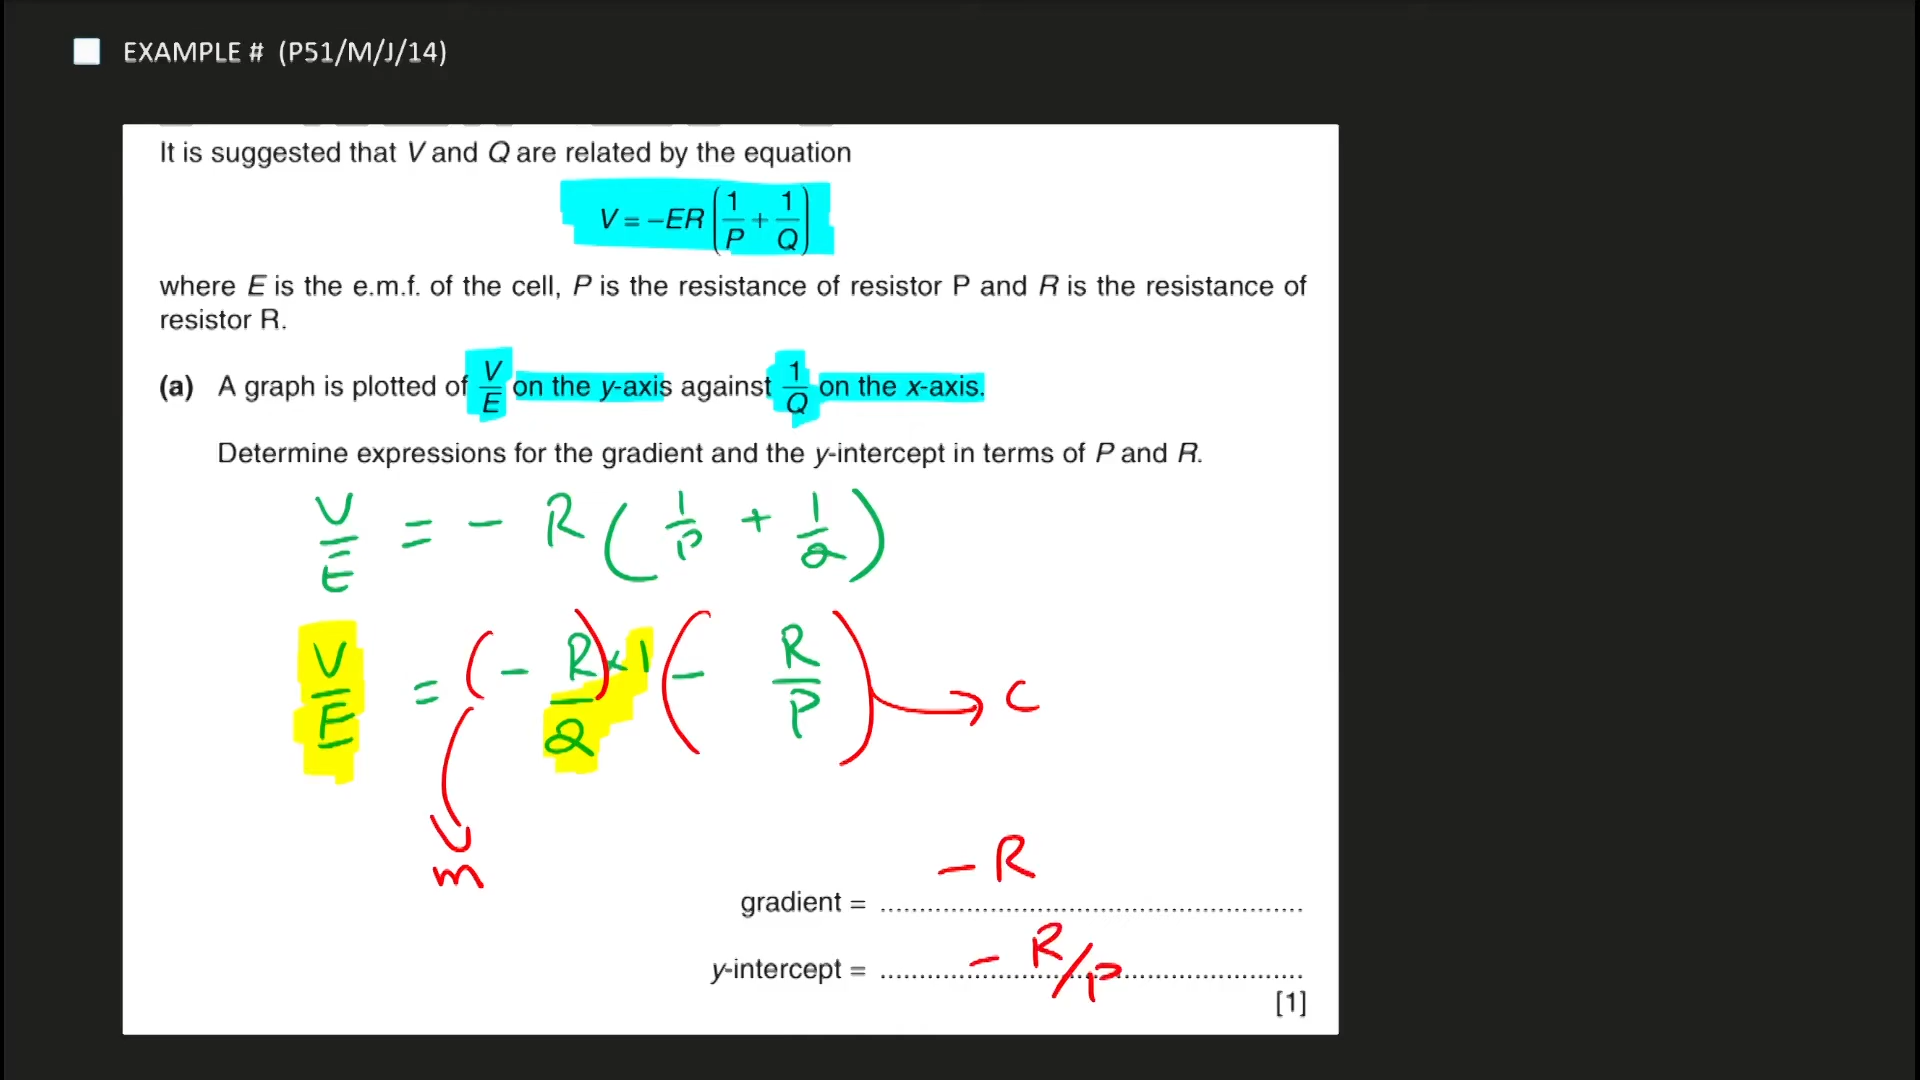 EXAMPLE # (P51/M/J/14)
It is suggested that V and Q are related by the equation
V = –ER (1/P + 1/Q)
where E is the e.m.f. of the cell, P is the resistance of resistor P and R is the resistance of
resistor R.
(a) A graph is plotted of V/E on the y-axis against 1/Q on the x-axis.
Determine expressions for the gradient and the y-intercept in terms of P and R.
V/E = - R (1/P + 1/Q)
V/E = (- R) × 1/Q (- R/P) → C
m
- R
gradient = ......................................................
- R/P
y-intercept = ......................................................
[1]